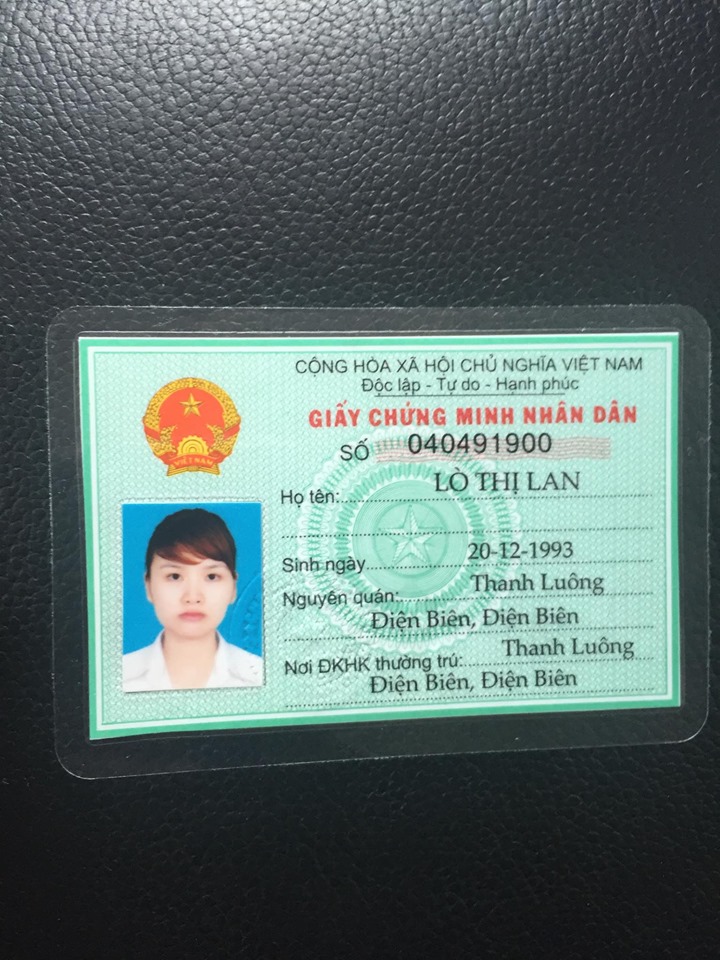 CỘNG HÒA XÃ HỘI CHỦ NGHĨA VIỆT NAM
Độc lập - Tự do - Hạnh phúc
GIẤY CHỨNG MINH NHÂN DÂN
SỐ 040491900
Họ tên: LÒ THỊ LAN
Sinh ngày 20-12-1993
Nguyên quán: Thanh Luông
Điện Biên, Điện Biên
Nơi ĐKHK thường trú: Thanh Luông
Điện Biên, Điện Biên
VIỆT NAM